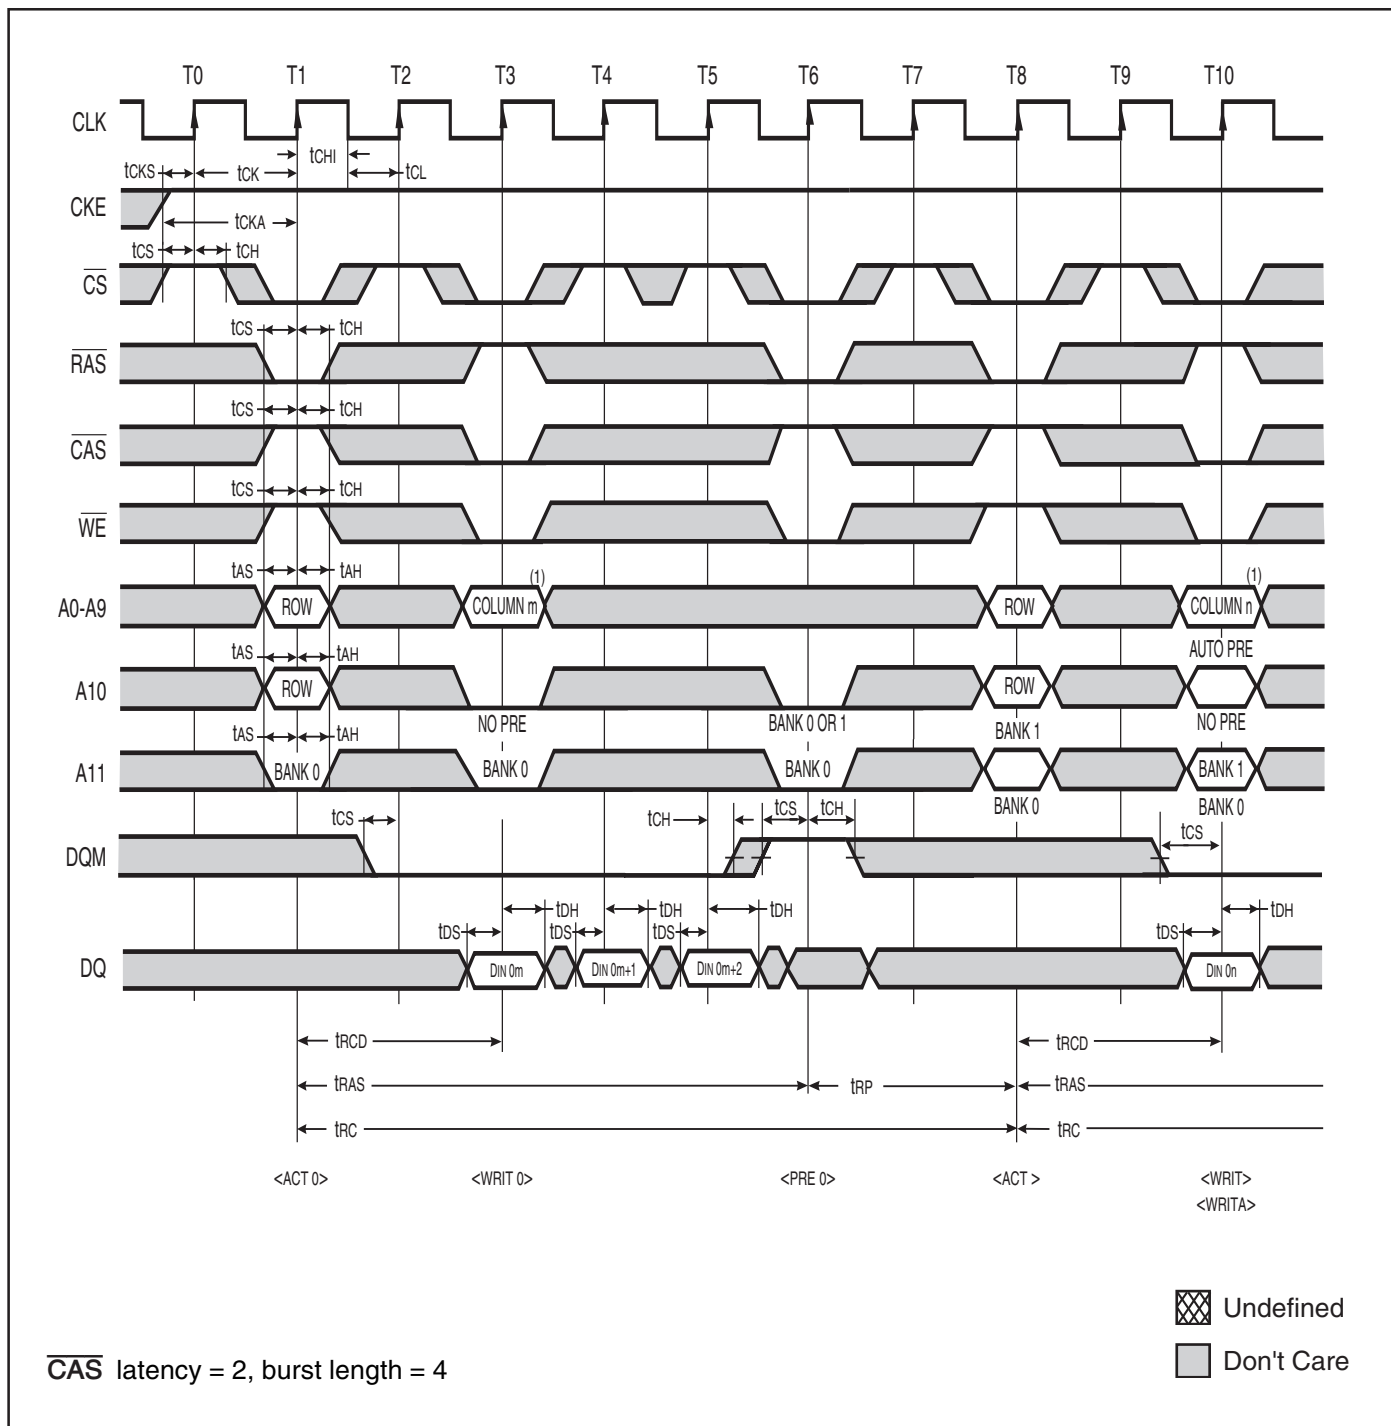 T0 T1 T2 T3 T4 T5 T6 T7 T8 T9 T10
CLK
tCHI
tCKS tCK tCL
CKE
tCKA
tCS tCH
CS
tCS tCH
RAS
tCS tCH
CAS
tCS tCH
WE
tAS tAH (1) (1)
A0-A9 ROW COLUMN m ROW COLUMN n
tAS tAH AUTO PRE
A10 ROW ROW
NO PRE BANK 0 OR 1 BANK 1 NO PRE
tAS tAH
A11 BANK 0 BANK 0 BANK 0 BANK 1
BANK 0 BANK 0
tCS tCH tCS tCH tCS
DQM
tDH tDH tDH tDH
tDS tDS tDS tDS
DQ DIN 0m DIN 0m+1 DIN 0m+2 DIN 0n
tRCD tRCD
tRAS tRP tRAS
tRC tRC
<ACT 0> <WRIT 0> <PRE 0> <ACT > <WRIT>
<WRITA>
Undefined
Don't Care
CAS latency = 2, burst length = 4